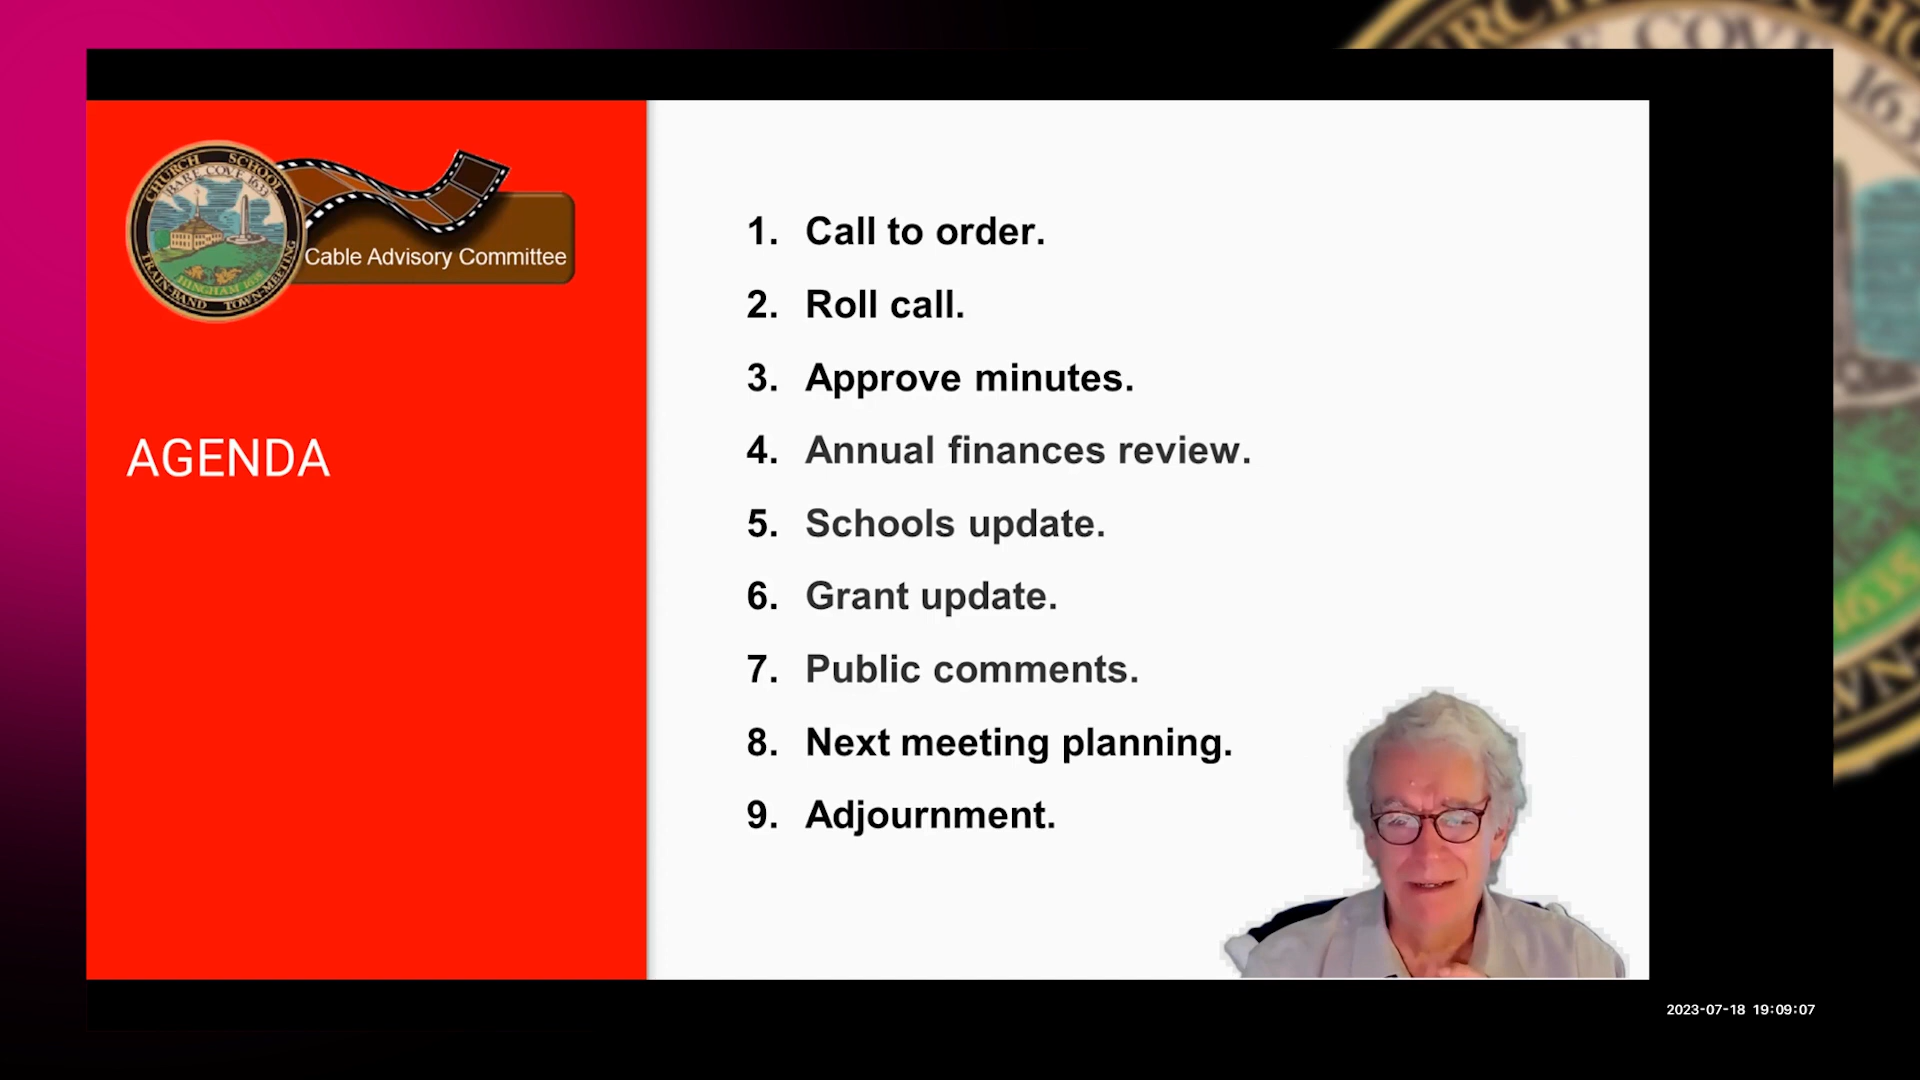 CHURCH SCHOOL
BARE COVE 1633
TRAIN-BAND TOWN-MEETING
HINGHAM 1635
Cable Advisory Committee
AGENDA
1. Call to order.
2. Roll call.
3. Approve minutes.
4. Annual finances review.
5. Schools update.
6. Grant update.
7. Public comments.
8. Next meeting planning.
9. Adjournment.
2023-07-18 19:09:07